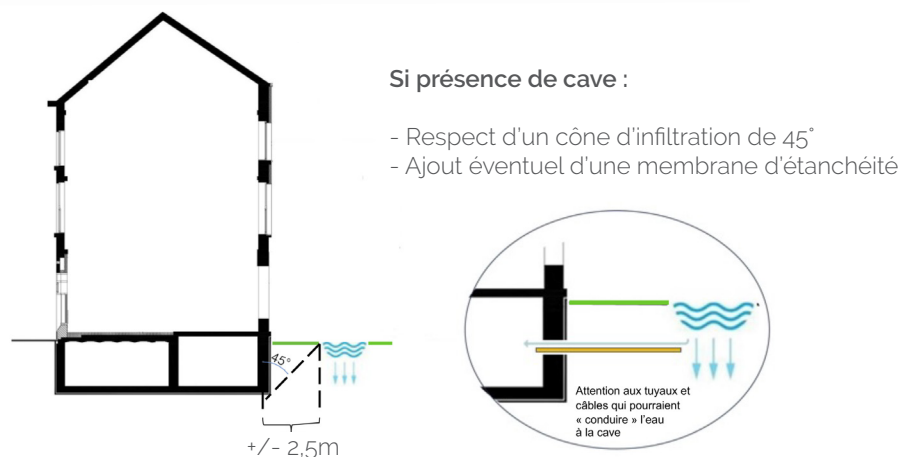 Si présence de cave :
- Respect d'un cône d'infiltration de 45°
- Ajout éventuel d'une membrane d'étanchéité
45°
+/- 2,5m
Attention aux tuyaux et
câbles qui pourraient
« conduire » l'eau
à la cave